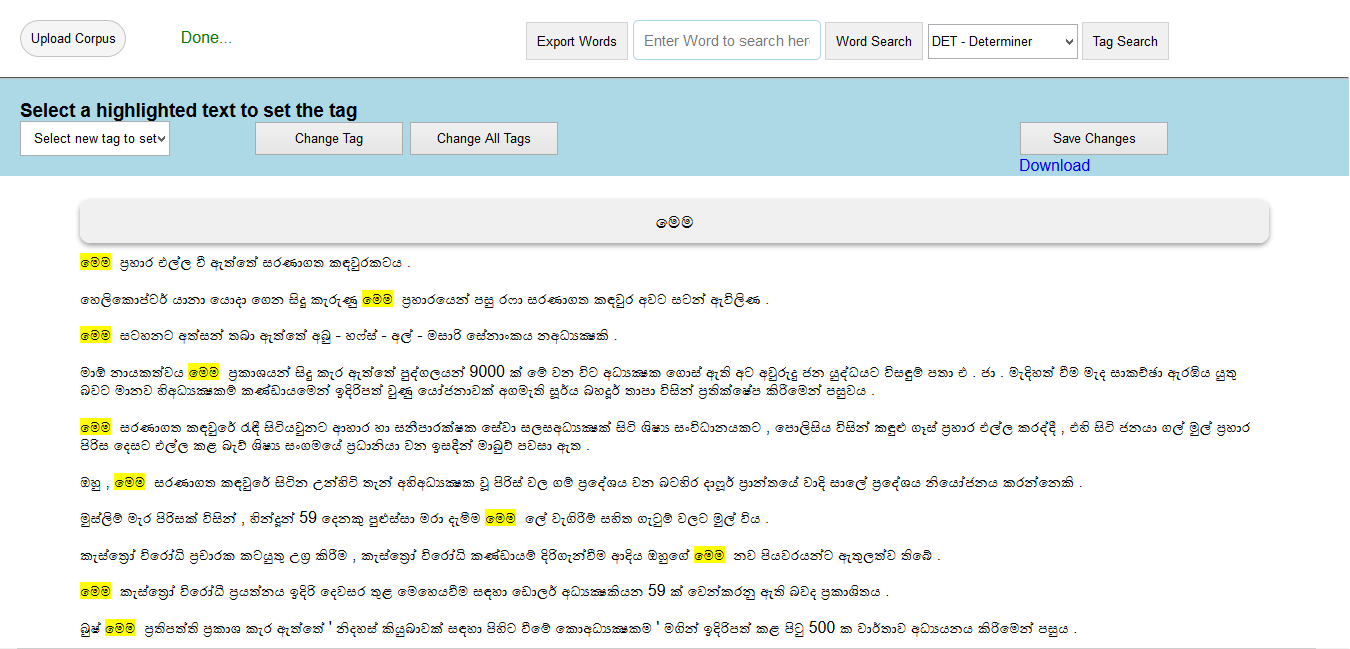 Upload Corpus
Done...
Export Words
Enter Word to search here
Word Search
DET - Determiner
Tag Search
Select a highlighted text to set the tag
Select new tag to set
Change Tag
Change All Tags
Save Changes
Download
මෙම
මෙම ප්‍රහාර එල්ල වී ඇත්තේ සරණාගත කඳවුරකටය .
හෙලිකොප්ටර් යානා යොදා ගෙන සිදු කැරුණු මෙම ප්‍රහාරයෙන් පසු රෆා සරණාගත කඳවුර අවට සටන් ඇවිලිණ .
මෙම සටහනට අත්සන් තබා ඇත්තේ අබු - හෆ්ස් - අල් - මසාරි සේනාංකය නඅධ්‍යක්‍ෂකි .
මාඕ නායකත්වය මෙම ප්‍රකාශයන් සිදු කැර ඇත්තේ පුද්ගලයන් 9000 ක් මේ වන විට අධ්‍යක්‍ෂක ගොස් ඇති අට අවුරුදු ජන යුද්ධයට විසඳුම් පතා එ . ජා . මැදිහත් වීම මැද සාකච්ඡා ඇරඹිය යුතු
බවට මානව හිඅධ්‍යක්‍ෂකම් කණ්ඩායමෙන් ඉදිරිපත් වුණු යෝජනාවක් අගමැති සූර්ය බහදූර් තාපා විසින් ප්‍රතික්ෂේප කිරිමෙන් පසුවය .
මෙම සරණාගත කඳවුරේ රැඳී සිටියවුනට ආහාර හා සනීපාරක්ෂක සේවා සලසඅධ්‍යක්‍ෂක් සිටි ශිෂ්‍ය සංවිධානයකට , පොලිසිය විසින් කඳුළු ගෑස් ප්‍රහාර එල්ල කරද්දී , එහි සිටි ජනයා ගල් මුල් ප්‍රහාර
පිරිස දෙසට එල්ල කළ බැව් ශිෂ්‍ය සංගමයේ ප්‍රධානියා වන ඉසදීන් මාබුව් පවසා ඇත .
ඔහු , මෙම සරණාගත කඳවුරේ සිටින උන්හිටි තැන් අහිඅධ්‍යක්‍ෂක වූ පිරිස් වල ගම් ප්‍රදේශය වන බටහිර දාෆූර් ප්‍රාන්තයේ වාදි සාලේ ප්‍රදේශය නියෝජනය කරන්නෙකි .
මුස්ලිම් මැර පිරිසක් විසින් , හින්දූන් 59 දෙනකු පුළුස්සා මරා දැම්ම මෙම ලේ වැගිරීම් සහිත ගැටුම් වලට මුල් විය .
කැස්ත්‍රෝ විරෝධී ප්‍රචාරක කටයුතු උග්‍ර කිරීම , කැස්ත්‍රෝ විරෝධී කණ්ඩායම් දිරිගැන්වීම ආදිය ඔහුගේ මෙම නව පියවරයන්ට ඇතුලත්ව තිබේ .
මෙම කැස්ත්‍රෝ විරෝධී ප්‍රයත්නය ඉදිරි දෙවසර තුළ මෙහෙයවීම සඳහා ඩොලර් අධ්‍යක්‍ෂකියන 59 ක් වෙන්කරනු ඇති බවද ප්‍රකාශිතය .
බුෂ් මෙම ප්‍රතිපත්ති ප්‍රකාශ කැර ඇත්තේ ' නිදහස් කියුබාවක් සඳහා පිහිට වීමේ කොඅධ්‍යක්‍ෂකම ' මගින් ඉදිරිපත් කළ පිටු 500 ක වාර්තාව අධ්‍යයනය කිරීමෙන් පසුය .